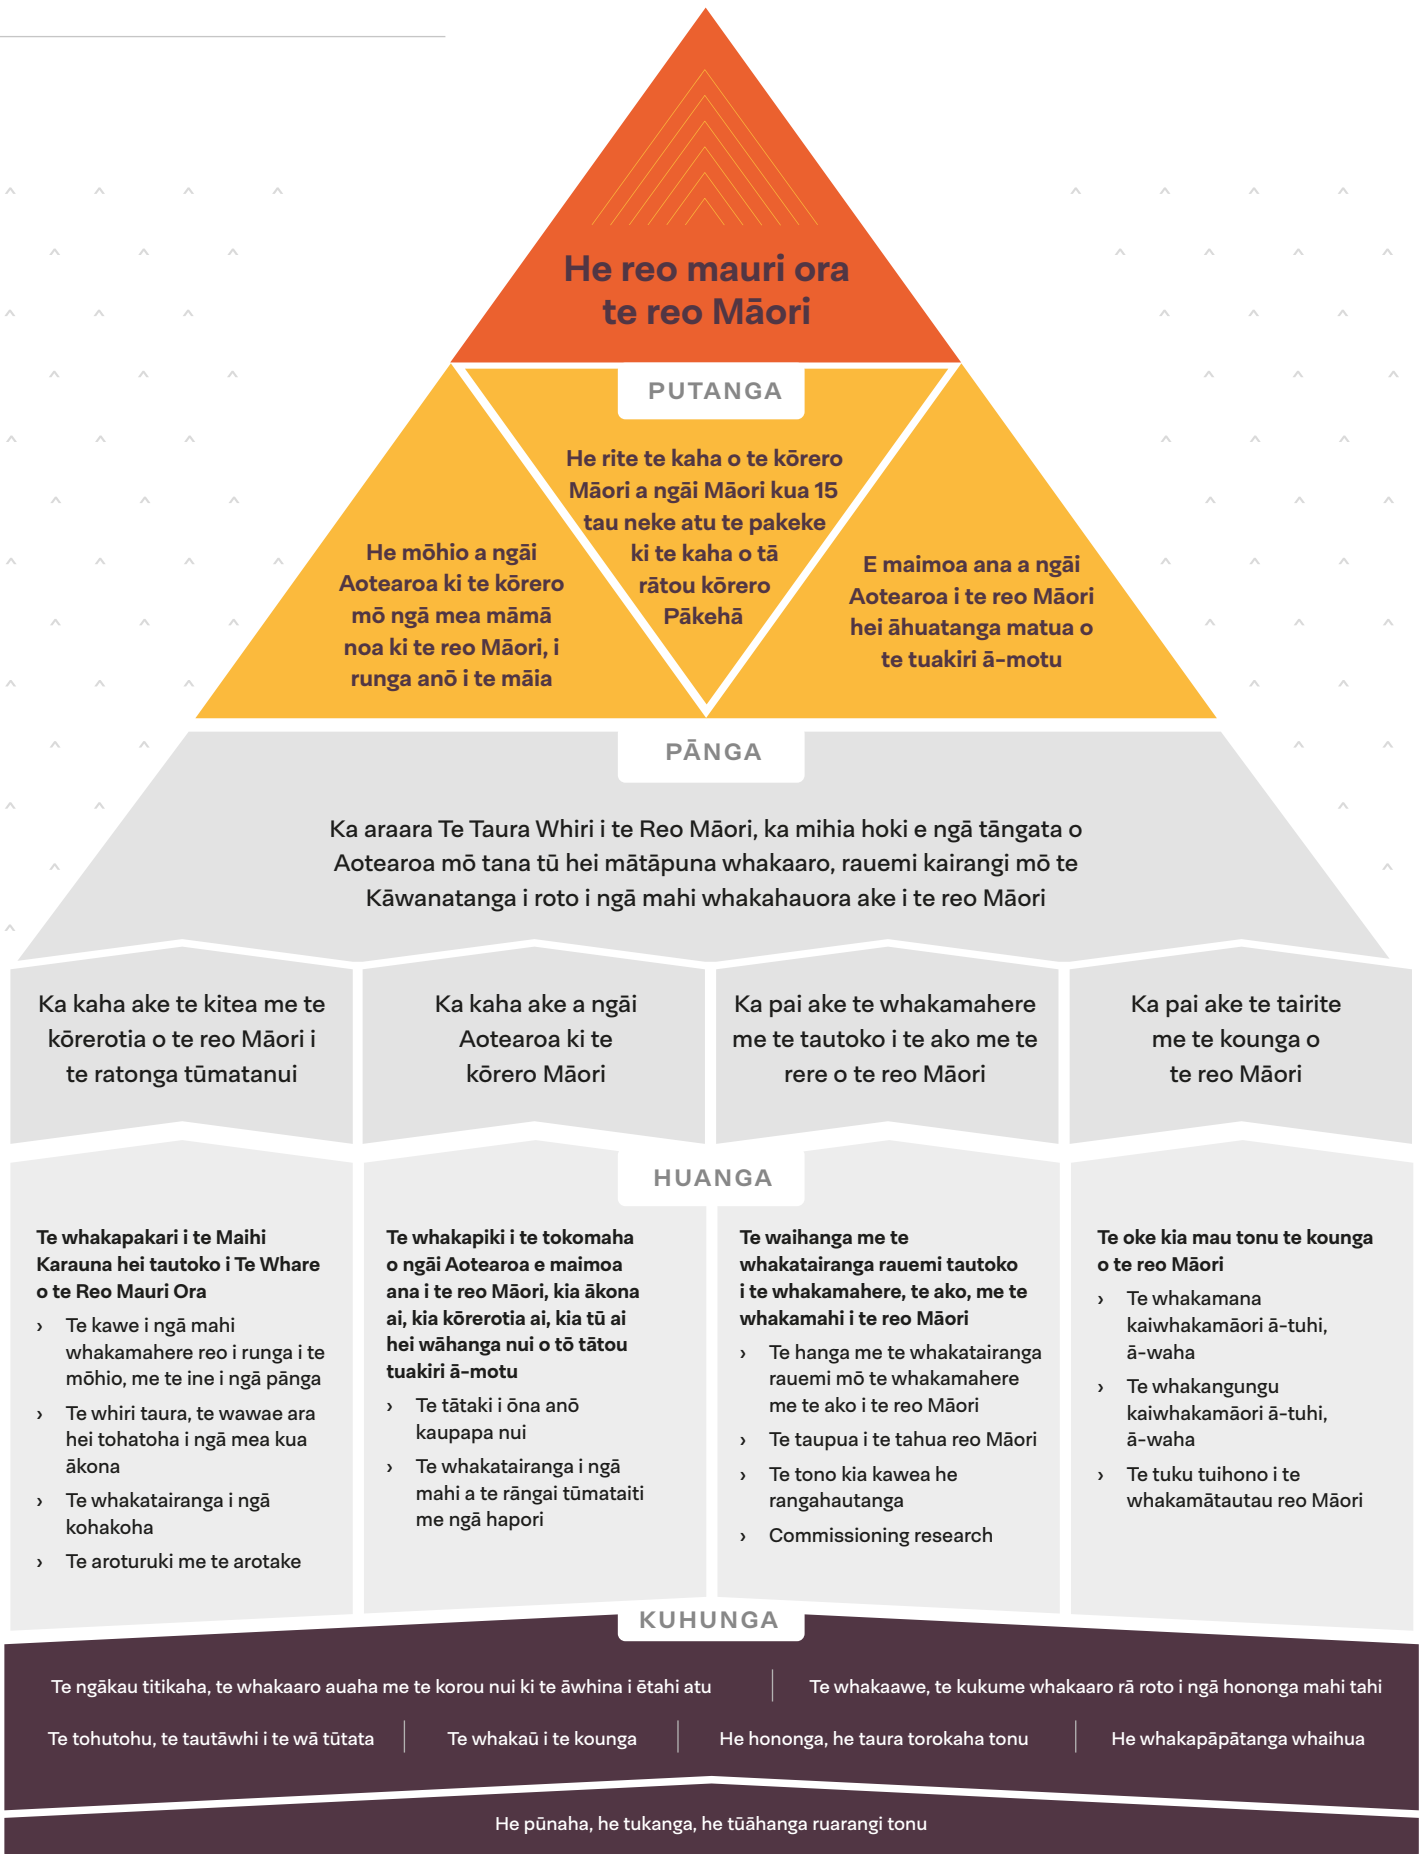 He reo mauri ora
te reo Māori
PUTANGA
He mōhio a ngāi
Aotearoa ki te kōrero
mō ngā mea māmā
noa ki te reo Māori, i
runga anō i te māia
He rite te kaha o te kōrero
Māori a ngāi Māori kua 15
tau neke atu te pakeke
ki te kaha o tā
rātou kōrero
Pākehā
E maimoa ana a ngāi
Aotearoa i te reo Māori
hei āhuatanga matua o
te tuakiri ā-motu
PĀNGA
Ka araara Te Taura Whiri i te Reo Māori, ka mihia hoki e ngā tāngata o
Aotearoa mō tana tū hei mātāpuna whakaaro, rauemi kairangi mō te
Kāwanatanga i roto i ngā mahi whakahauora ake i te reo Māori
Ka kaha ake te kitea me te
kōrerotia o te reo Māori i
te ratonga tūmatanui
Ka kaha ake a ngāi
Aotearoa ki te
kōrero Māori
Ka pai ake te whakamahere
me te tautoko i te ako me te
rere o te reo Māori
Ka pai ake te tairite
me te kounga o
te reo Māori
HUANGA
Te whakapakari i te Maihi
Karauna hei tautoko i Te Whare
o te Reo Mauri Ora
› Te kawe i ngā mahi
whakamahere reo i runga i te
mōhio, me te ine i ngā pānga
› Te whiri taura, te wawae ara
hei tohatoha i ngā mea kua
ākona
› Te whakatairanga i ngā
kohakoha
› Te aroturuki me te arotake
Te whakapiki i te tokomaha
o ngāi Aotearoa e maimoa
ana i te reo Māori, kia ākona
ai, kia kōrerotia ai, kia tū ai
hei wāhanga nui o tō tātou
tuakiri ā-motu
› Te tātaki i ōna anō
kaupapa nui
› Te whakatairanga i ngā
mahi a te rāngai tūmataiti
me ngā hapori
Te waihanga me te
whakatairanga rauemi tautoko
i te whakamahere, te ako, me te
whakamahi i te reo Māori
› Te hanga me te whakatairanga
rauemi mō te whakamahere
me te ako i te reo Māori
› Te taupua i te tahua reo Māori
› Te tono kia kawea he
rangahautanga
› Commissioning research
Te oke kia mau tonu te kounga
o te reo Māori
› Te whakamana
kaiwhakamāori ā-tuhi,
ā-waha
› Te whakangungu
kaiwhakamāori ā-tuhi,
ā-waha
› Te tuku tuihono i te
whakamātautau reo Māori
KUHUNGA
Te ngākau titikaha, te whakaaro auaha me te korou nui ki te āwhina i ētahi atu
Te whakaawe, te kukume whakaaro rā roto i ngā hononga mahi tahi
Te tohutohu, te tautāwhi i te wā tūtata
Te whakaū i te kounga
He hononga, he taura torokaha tonu
He whakapāpātanga whaihua
He pūnaha, he tukanga, he tūāhanga ruarangi tonu